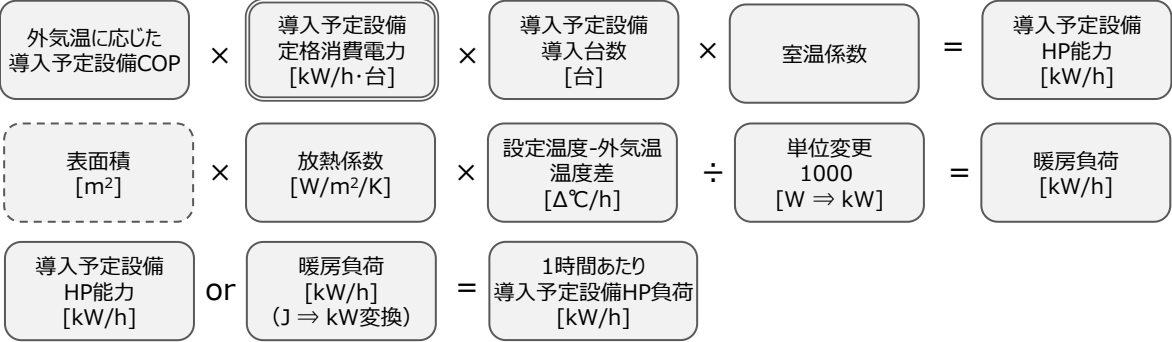 外気温に応じた
導入予定設備COP
×
導入予定設備
定格消費電力
[kW/h・台]
×
導入予定設備
導入台数
[台]
×
室温係数
=
導入予定設備
HP能力
[kW/h]
表面積
[m²]
×
放熱係数
[W/m²/K]
×
設定温度-外気温
温度差
[Δ℃/h]
÷
単位変更
1000
[W ⇒ kW]
=
暖房負荷
[kW/h]
導入予定設備
HP能力
[kW/h]
or
暖房負荷
[kW/h]
（J ⇒ kW変換）
=
1時間あたり
導入予定設備HP負荷
[kW/h]